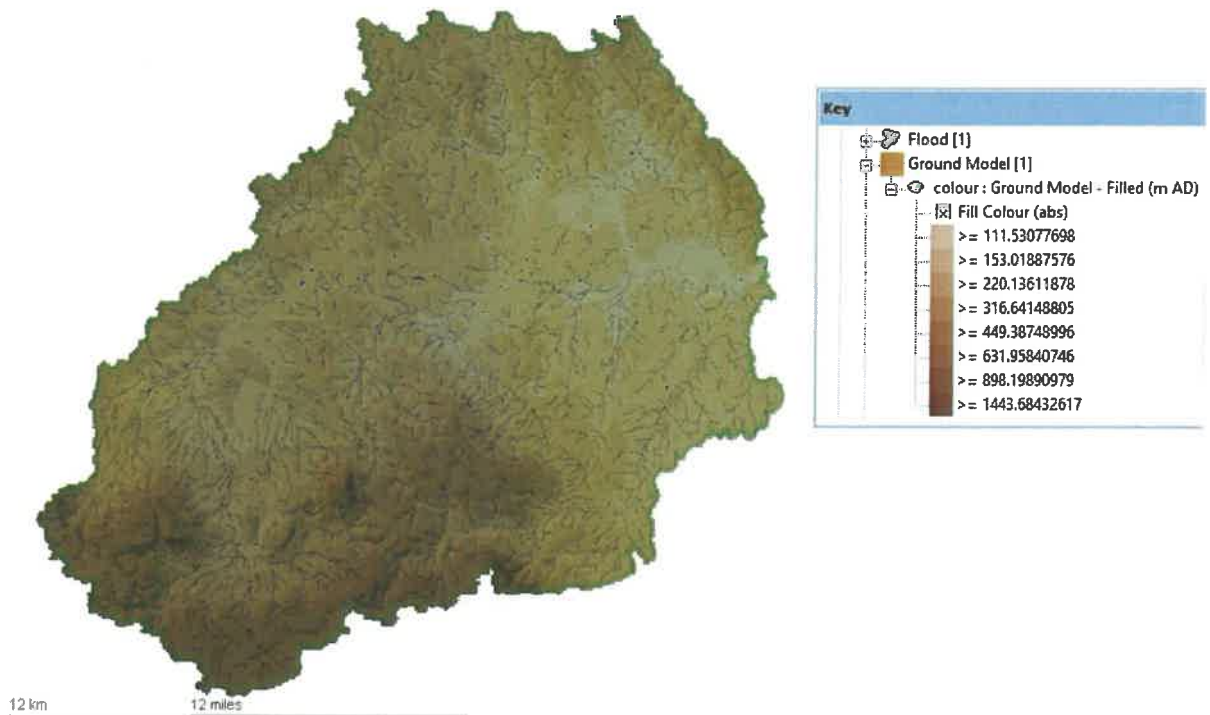 Key
Flood [1]
Ground Model [1]
colour : Ground Model - Filled (m AD)
Fill Colour (abs)
>= 111.53077698
>= 153.01887576
>= 220.13611878
>= 316.64148805
>= 449.38748996
>= 631.95840746
>= 898.19890979
>= 1443.68432617
12 km
12 miles